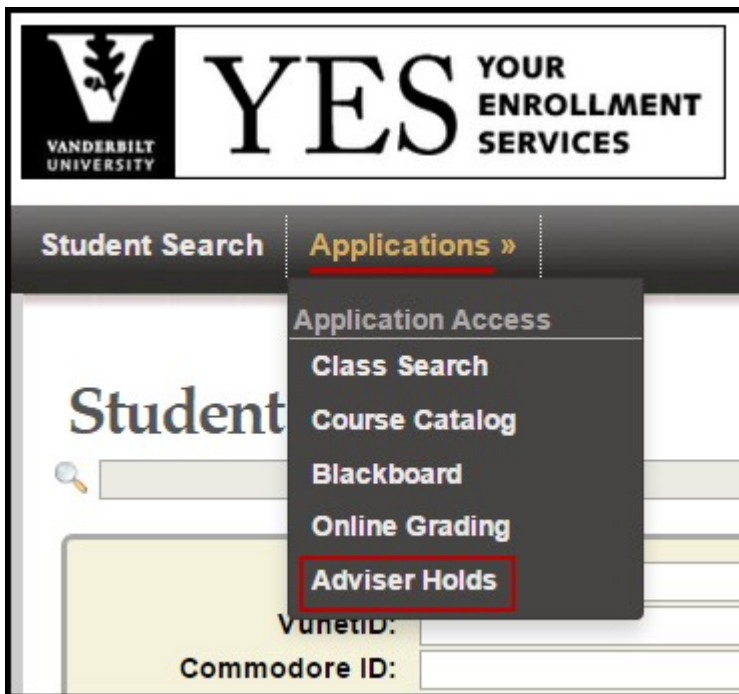 VANDERBILT
UNIVERSITY
YES
YOUR
ENROLLMENT
SERVICES
Student Search
Applications »
Application Access
Class Search
Course Catalog
Blackboard
Online Grading
Adviser Holds
Student
VunetID:
Commodore ID: